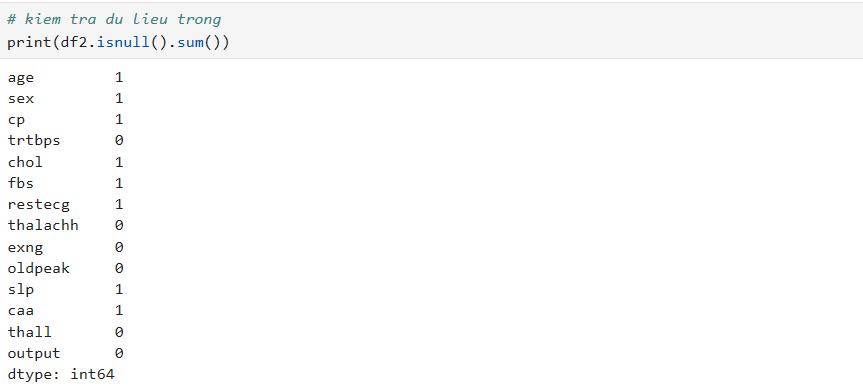 # kiem tra du lieu trong
print(df2.isnull().sum())
age 1
sex 1
cp 1
trtbps 0
chol 1
fbs 1
restecg 1
thalachh 0
exng 0
oldpeak 0
slp 1
caa 1
thall 0
output 0
dtype: int64